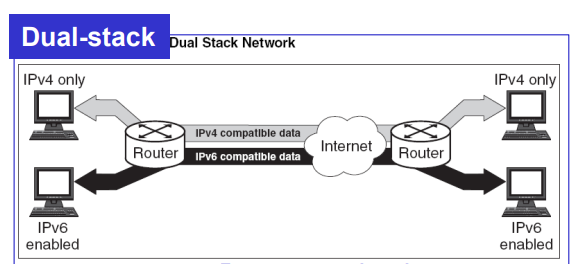 Dual-stack
Dual Stack Network
IPv4 only
IPv4 only
IPv4 compatible data
Router
Internet
Router
IPv6 compatible data
IPv6
enabled
IPv6
enabled